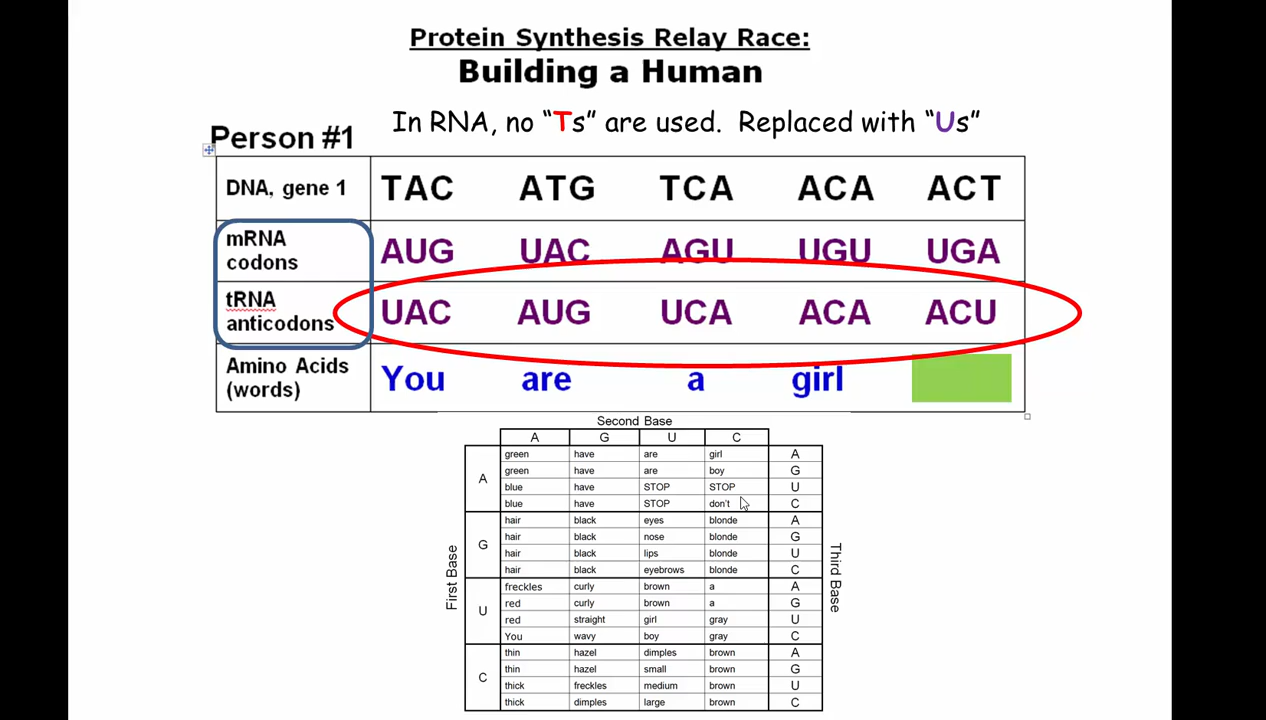 Protein Synthesis Relay Race:
Building a Human
In RNA, no “Ts” are used. Replaced with “Us”
Person #1
DNA, gene 1 TAC ATG TCA ACA ACT
mRNA
codons AUG UAC AGU UGU UGA
tRNA
anticodons UAC AUG UCA ACA ACU
Amino Acids
(words) You are a girl
Second Base
A G U C
First Base
Third Base
A
green have are girl A
green have are boy G
blue have STOP STOP U
blue have STOP don't C
G
hair black eyes blonde A
hair black nose blonde G
hair black lips blonde U
hair black eyebrows blonde C
U
freckles curly brown a A
red curly brown a G
red straight girl gray U
You wavy boy gray C
C
thin hazel dimples brown A
thin hazel small brown G
thick freckles medium brown U
thick dimples large brown C